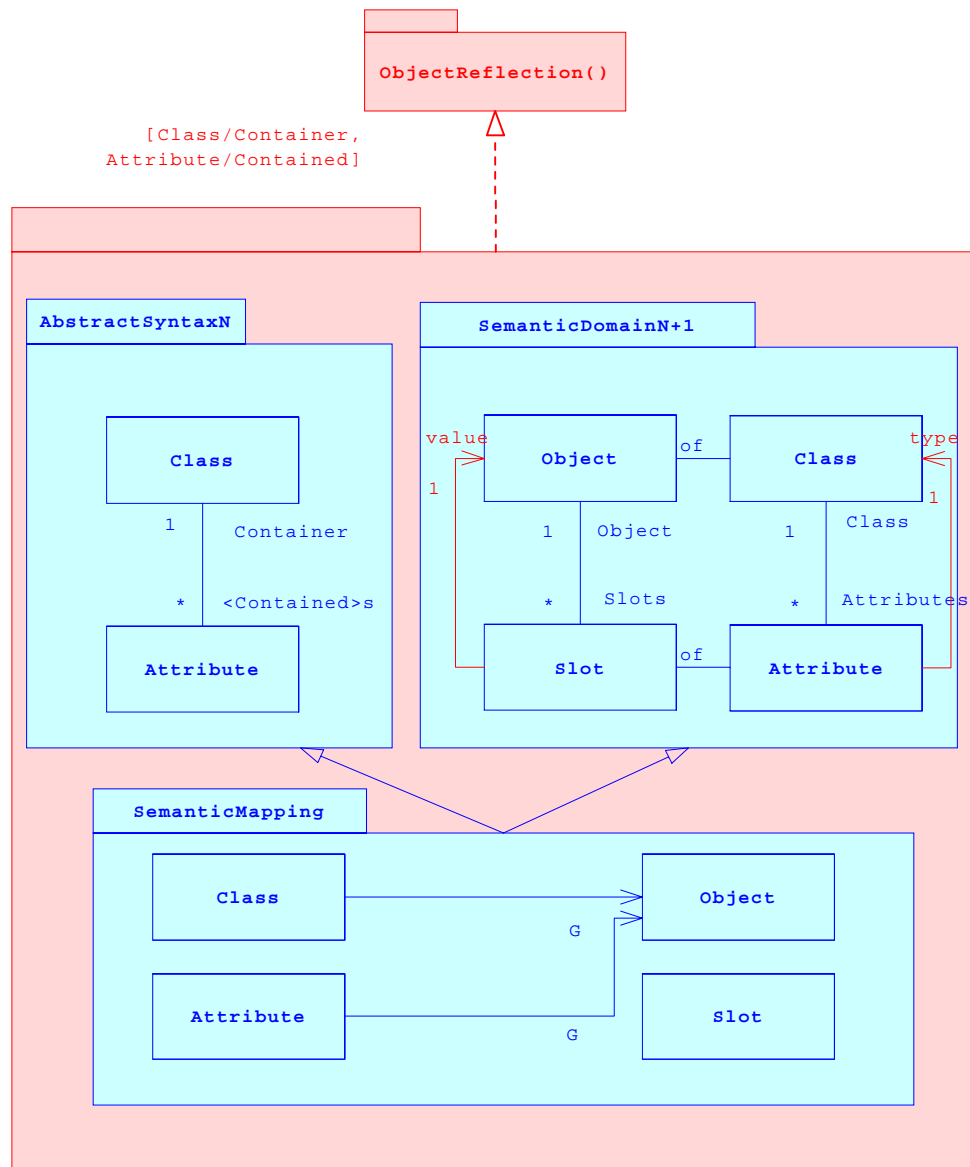 ObjectReflection()
[Class/Container,
Attribute/Contained]
AbstractSyntaxN
Class
1
Container
*
<Contained>s
Attribute
SemanticDomainN+1
value
Object
of
Class
type
1
1
1
Object
1
Class
*
Slots
*
Attributes
Slot
of
Attribute
SemanticMapping
Class
Object
G
Attribute
Slot
G